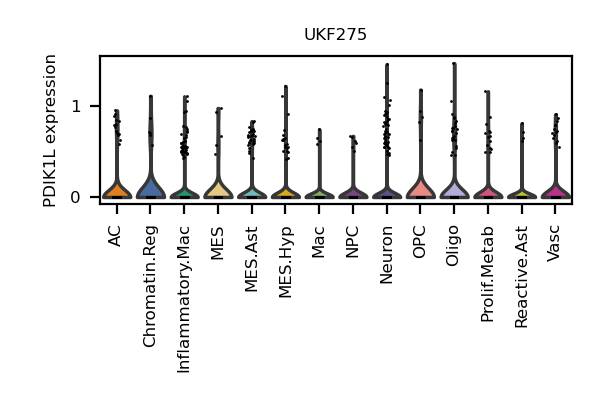 UKF275
PDIK1L expression
1
0
AC
Chromatin.Reg
Inflammatory.Mac
MES
MES.Ast
MES.Hyp
Mac
NPC
Neuron
OPC
Oligo
Prolif.Metab
Reactive.Ast
Vasc